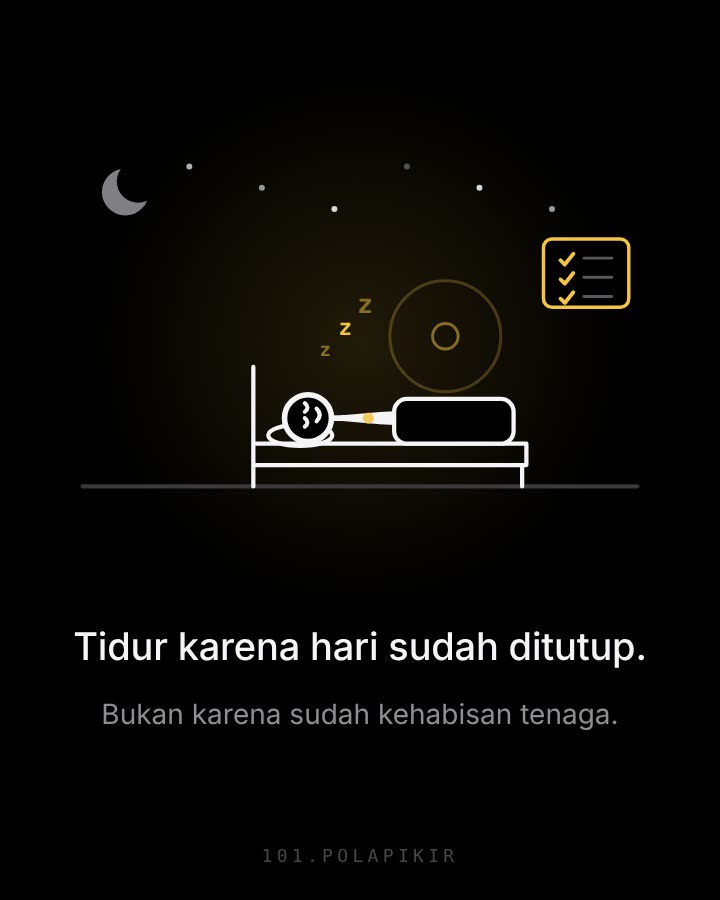 z
z
z
Tidur karena hari sudah ditutup.
Bukan karena sudah kehabisan tenaga.
101.POLAPIKIR